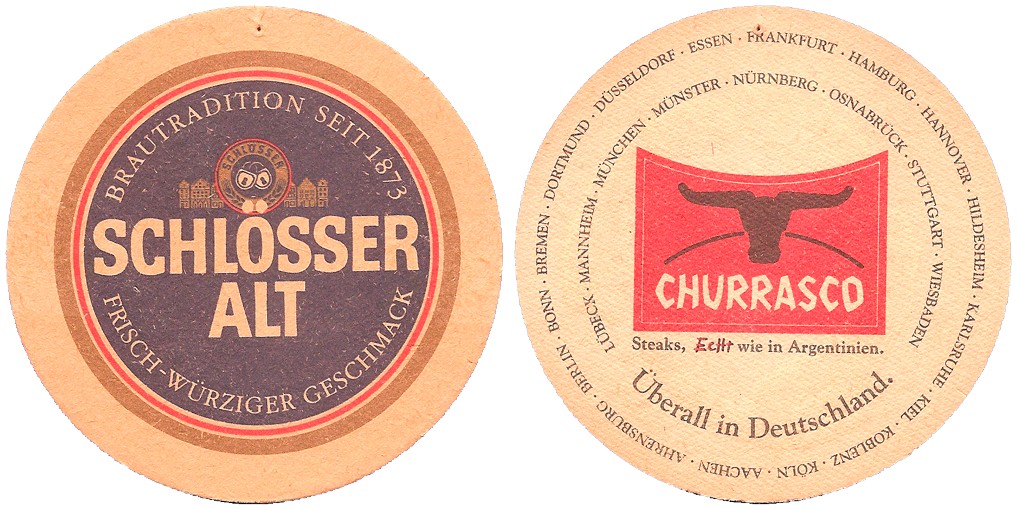 BRAUTRADITION SEIT 1873
SCHLÖSSER
SCHLÖSSER
ALT
FRISCH-WÜRZIGER GESCHMACK
AACHEN · AHRENSBURG · BERLIN · BONN · BREMEN · DORTMUND · DÜSSELDORF · ESSEN · FRANKFURT · HAMBURG · HANNOVER · HILDESHEIM · KARLSRUHE · KIEL · KOBLENZ · KÖLN ·
LÜBECK · MANNHEIM · MÜNCHEN · MÜNSTER · NÜRNBERG · OSNABRÜCK · STUTTGART · WIESBADEN
CHURRASCO
Steaks, Echt wie in Argentinien.
Überall in Deutschland.